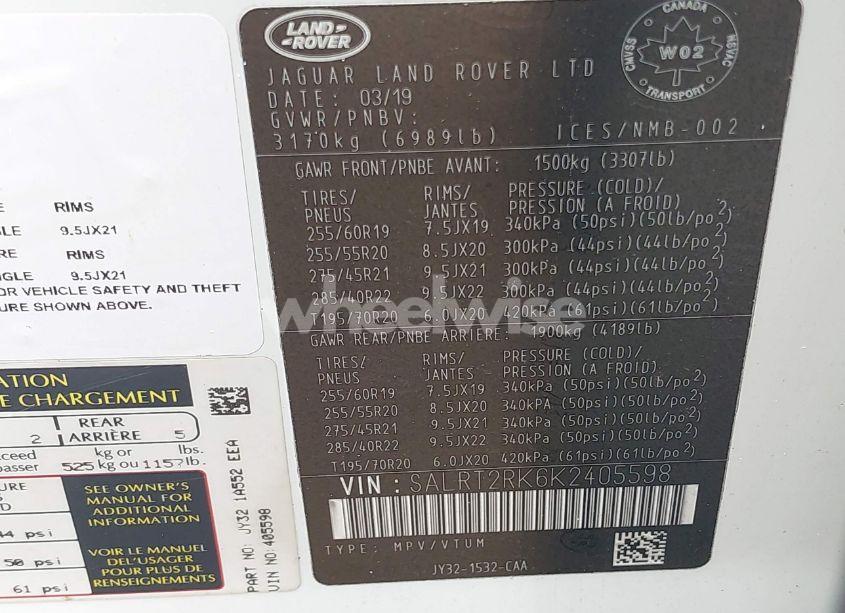 LAND-
-ROVER
CANADA
CMVSS
W02
NSVAC
TRANSPORT
JAGUAR LAND ROVER LTD
DATE: 03/19
GVWR/PNBV:
3170kg (6989lb)
ICES/NMB-002
GAWR FRONT/PNBE AVANT: 1500kg (3307lb)
TIRES/ RIMS/ PRESSURE (COLD)/
PNEUS JANTES PRESSION (A FROID)
255/60R19 7.5JX19 340kPa (50psi)(50lb/po²)
255/55R20 8.5JX20 300kPa (44psi)(44lb/po²)
275/45R21 9.5JX21 300kPa (44psi)(44lb/po²)
285/40R22 9.5JX22 300kPa (44psi)(44lb/po²)
T195/70R20 6.0JX20 420kPa (61psi)(61lb/po²)
GAWR REAR/PNBE ARRIÈRE: 1900kg (4189lb)
TIRES/ RIMS/ PRESSURE (COLD)/
PNEUS JANTES PRESSION (A FROID)
255/60R19 7.5JX19 340kPa (50psi)(50lb/po²)
255/55R20 8.5JX20 340kPA (50psi)(50lb/po²)
275/45R21 9.5JX21 340kPa (50psi)(50lb/po²)
285/40R22 9.5JX22 340kPa (50psi)(50lb/po²)
T195/70R20 6.0JX20 420kPa (61psi)(61lb/po²)
VIN: SALRT2RK6K2405598
TYPE: MPV/VTUM
JY32-1532-CAA
wheelwise
RIMS
9.5JX21
9.5JX21
OR VEHICLE SAFETY AND THEFT
URE SHOWN ABOVE.
ATION
E CHARGEMENT
2 REAR
ARRIÈRE 5
kg or lbs.
525 kg ou 1157 lb.
SEE OWNER'S
MANUAL FOR
ADDITIONAL
INFORMATION
VOIR LE MANUEL
DE L'USAGER
POUR PLUS DE
RENSEIGNEMENTS
44 psi
50 psi
61 psi
PART NO: JY32 1A552 EEA
VIN NO: 405598